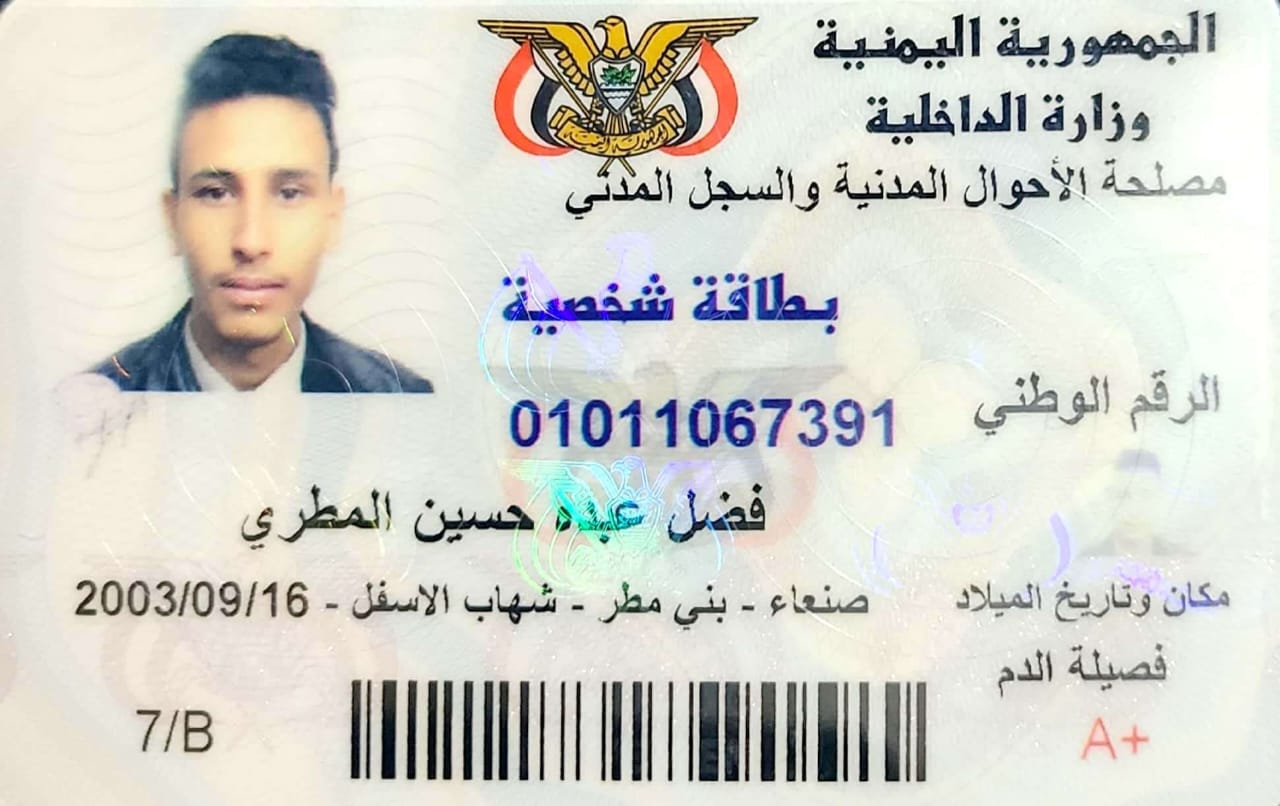 الجمهورية اليمنية
وزارة الداخلية
مصلحة الأحوال المدنية والسجل المدني
بطاقة شخصية
الرقم الوطني 01011067391
فضل عبده حسين المطري
مكان وتاريخ الميلاد صنعاء - بني مطر - شهاب الاسفل - 2003/09/16
فصيلة الدم
A+
7/B